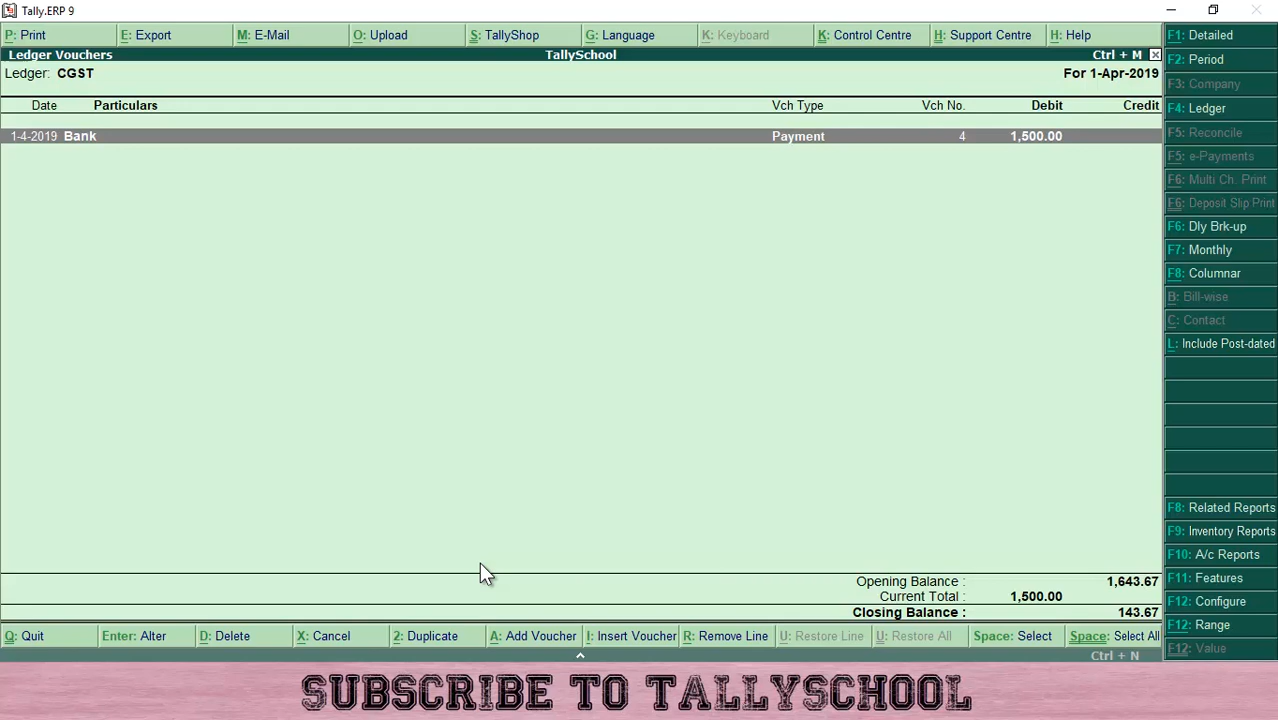 Tally.ERP 9
P: Print E: Export M: E-Mail O: Upload S: TallyShop G: Language K: Keyboard K: Control Centre H: Support Centre H: Help
Ledger Vouchers TallySchool Ctrl + M
Ledger: CGST For 1-Apr-2019
Date Particulars Vch Type Vch No. Debit Credit
1-4-2019 Bank Payment 4 1,500.00
Opening Balance : 1,643.67
Current Total : 1,500.00
Closing Balance : 143.67
Q: Quit Enter: Alter D: Delete X: Cancel 2: Duplicate A: Add Voucher I: Insert Voucher R: Remove Line U: Restore Line U: Restore All Space: Select Space: Select All
Ctrl + N
F1: Detailed
F2: Period
F3: Company
F4: Ledger
F5: Reconcile
F5: e-Payments
F6: Multi Ch. Print
F6: Deposit Slip Print
F6: Dly Brk-up
F7: Monthly
F8: Columnar
B: Bill-wise
C: Contact
L: Include Post-dated
F8: Related Reports
F9: Inventory Reports
F10: A/c Reports
F11: Features
F12: Configure
F12: Range
F12: Value
SUBSCRIBE TO TALLYSCHOOL